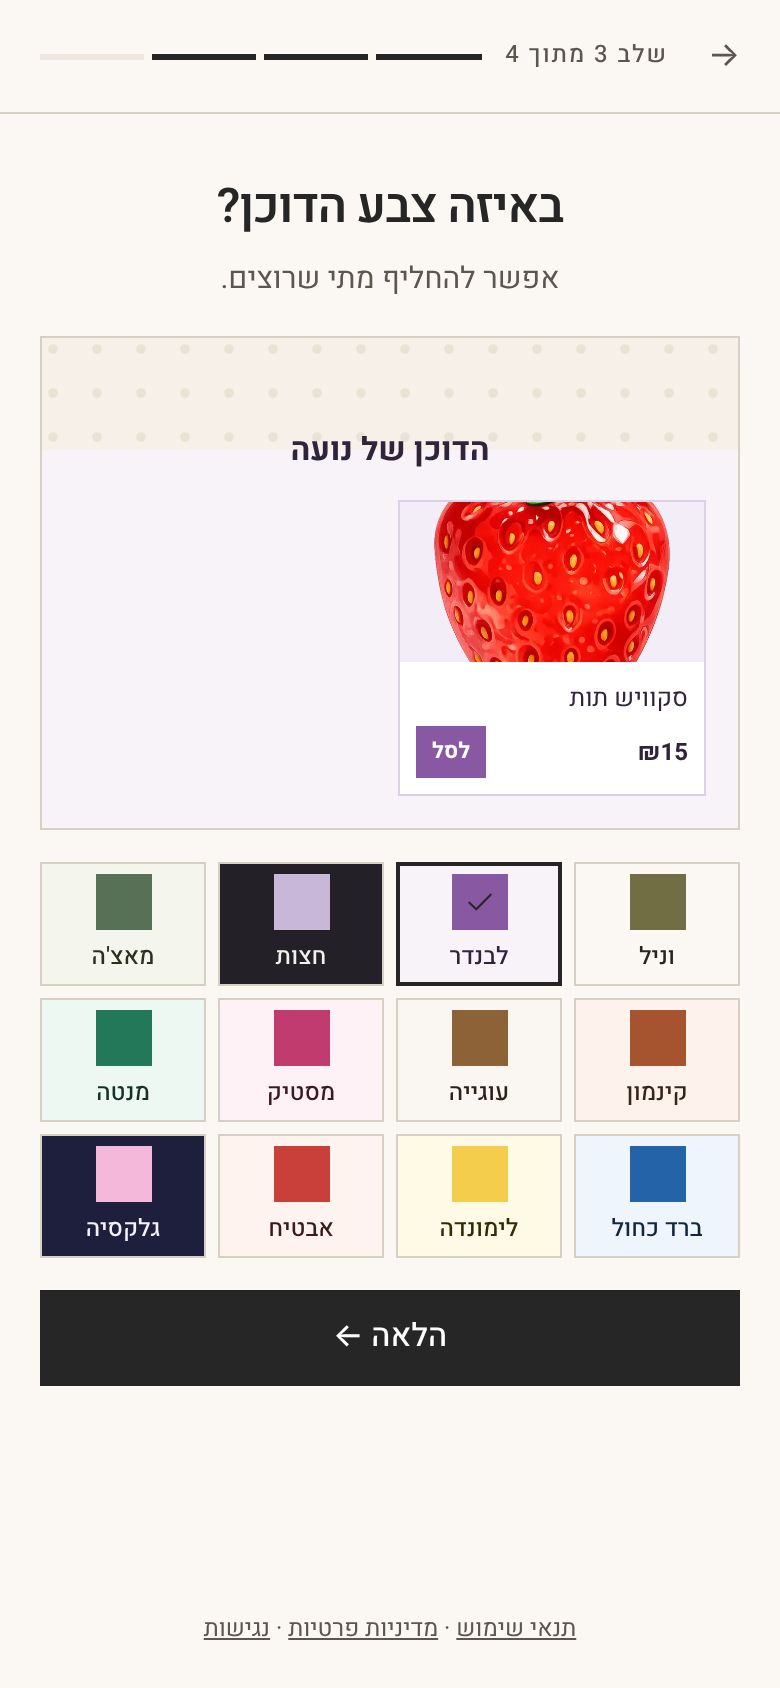 שלב 3 מתוך 4
באיזה צבע הדוכן?
אפשר להחליף מתי שרוצים.
הדוכן של נועה
סקוויש תות
₪15
לסל
וניל
לבנדר
חצות
מאצ'ה
קינמון
עוגייה
מסטיק
מנטה
ברד כחול
לימונדה
אבטיח
גלקסיה
הלאה ←
תנאי שימוש · מדיניות פרטיות · נגישות